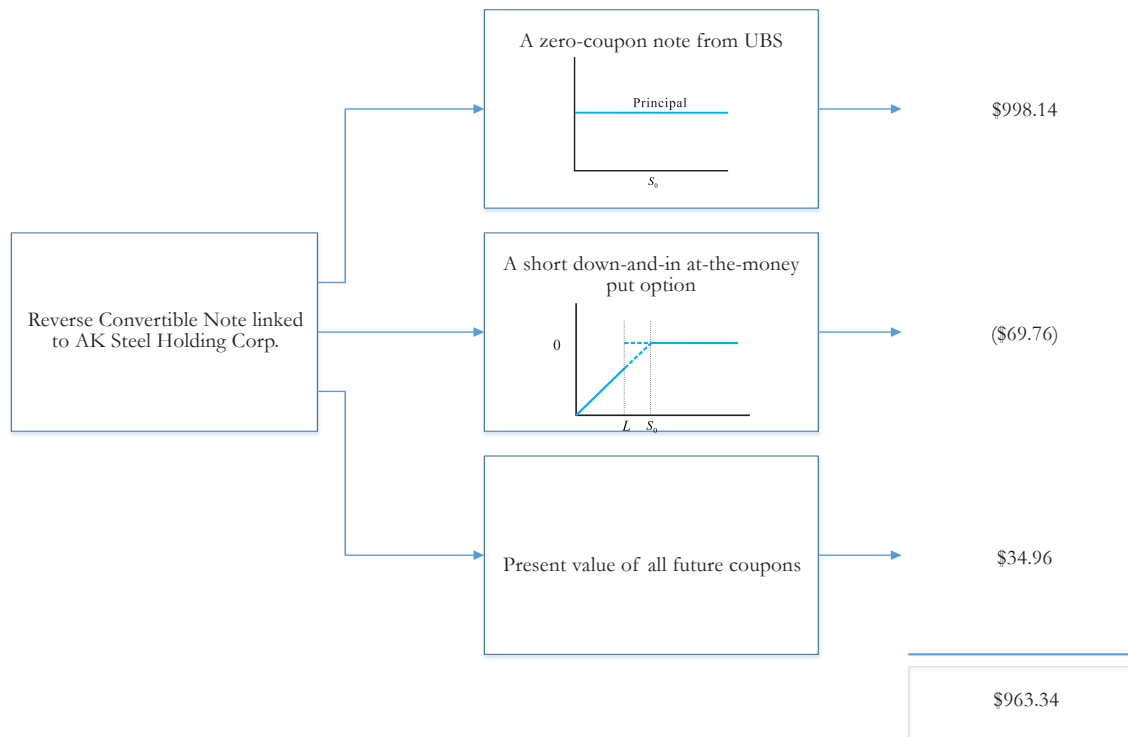 Reverse Convertible Note linked
to AK Steel Holding Corp.
A zero-coupon note from UBS
Principal
S₀
$998.14
A short down-and-in at-the-money
put option
0
L S₀
($69.76)
Present value of all future coupons
$34.96
$963.34